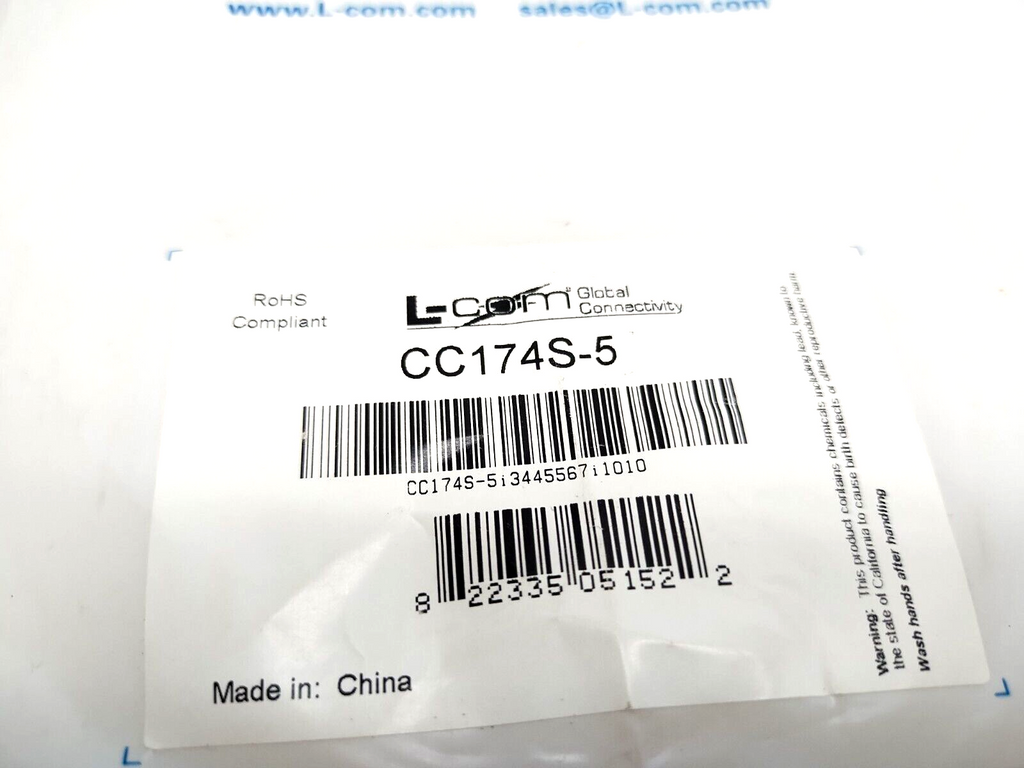 www.L-com.com sales@L-com.com
RoHS
Compliant
L-com® Global
Connectivity
CC174S-5
CC174S-5i3445567i1010
8 22335 05152 2
Made in: China
Warning: This product contains chemicals, including lead, known to
the state of California to cause birth defects, or other reproductive harm
Wash hands after handling